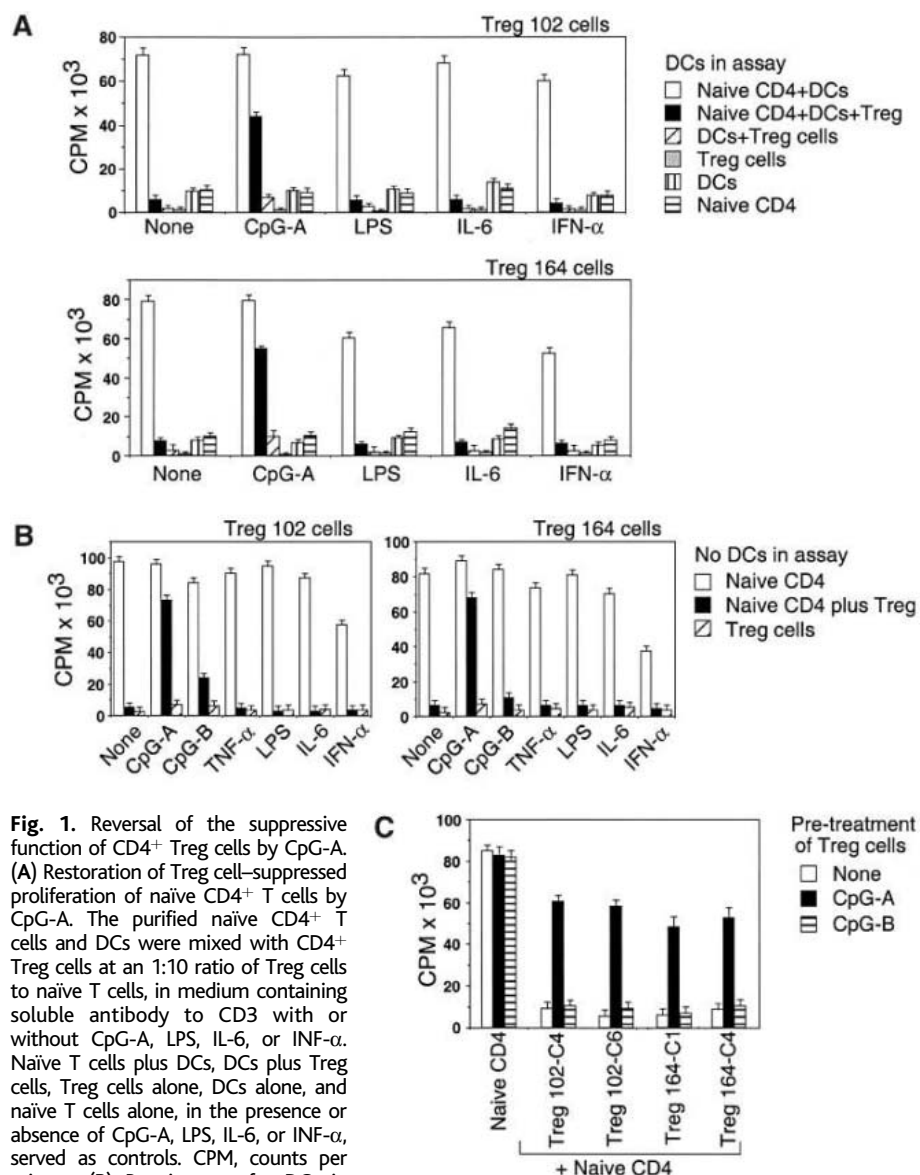 A
Treg 102 cells
CPM x 10³
80
60
40
20
0
None CpG-A LPS IL-6 IFN-α
DCs in assay
Naive CD4+DCs
Naive CD4+DCs+Treg
DCs+Treg cells
Treg cells
DCs
Naive CD4
Treg 164 cells
CPM x 10³
80
60
40
20
0
None CpG-A LPS IL-6 IFN-α
B
Treg 102 cells
CPM x 10³
100
80
60
40
20
0
None CpG-A CpG-B TNF-α LPS IL-6 IFN-α
Treg 164 cells
100
80
60
40
20
0
None CpG-A CpG-B TNF-α LPS IL-6 IFN-α
No DCs in assay
Naive CD4
Naive CD4 plus Treg
Treg cells
Fig. 1. Reversal of the suppressive
function of CD4⁺ Treg cells by CpG-A.
(A) Restoration of Treg cell–suppressed
proliferation of naïve CD4⁺ T cells by
CpG-A. The purified naïve CD4⁺ T
cells and DCs were mixed with CD4⁺
Treg cells at an 1:10 ratio of Treg cells
to naïve T cells, in medium containing
soluble antibody to CD3 with or
without CpG-A, LPS, IL-6, or INF-α.
Naïve T cells plus DCs, DCs plus Treg
cells, Treg cells alone, DCs alone, and
naïve T cells alone, in the presence or
absence of CpG-A, LPS, IL-6, or INF-α,
served as controls. CPM, counts per
C
CPM x 10³
100
80
60
40
20
0
Naive CD4
Treg 102-C4
Treg 102-C6
Treg 164-C1
Treg 164-C4
+ Naive CD4
Pre-treatment
of Treg cells
None
CpG-A
CpG-B